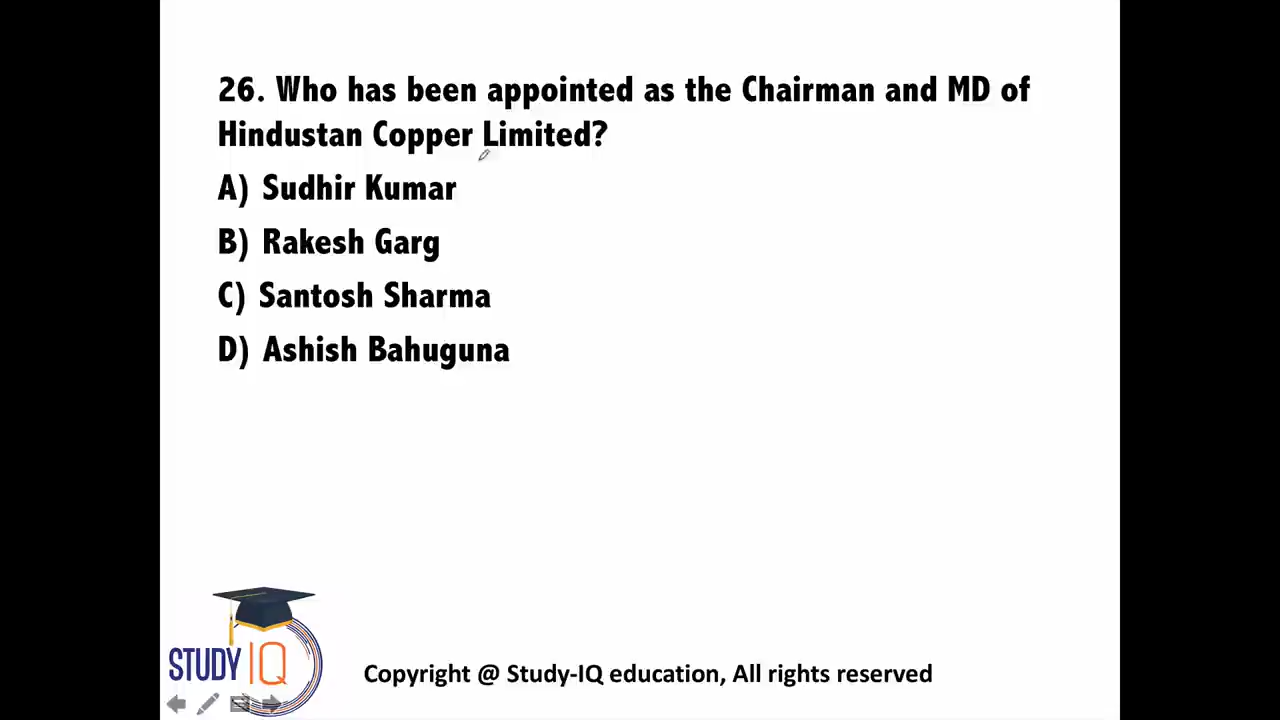 26. Who has been appointed as the Chairman and MD of
Hindustan Copper Limited?
A) Sudhir Kumar
B) Rakesh Garg
C) Santosh Sharma
D) Ashish Bahuguna
STUDY IQ
Copyright @ Study-IQ education, All rights reserved